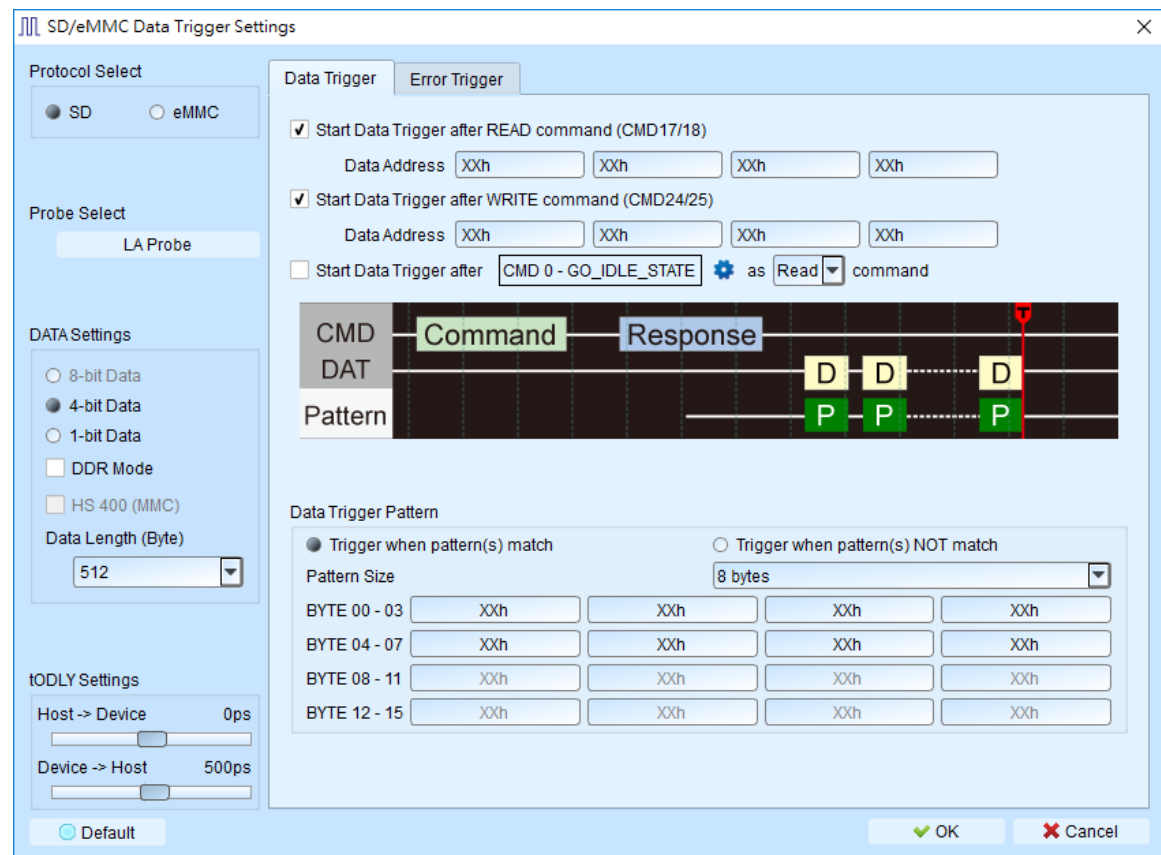 SD/eMMC Data Trigger Settings
Protocol Select
SD eMMC
Probe Select
LA Probe
DATA Settings
8-bit Data
4-bit Data
1-bit Data
DDR Mode
HS 400 (MMC)
Data Length (Byte)
512
tODLY Settings
Host -> Device 0ps
Device -> Host 500ps
Default
Data Trigger Error Trigger
Start Data Trigger after READ command (CMD17/18)
Data Address XXh XXh XXh XXh
Start Data Trigger after WRITE command (CMD24/25)
Data Address XXh XXh XXh XXh
Start Data Trigger after CMD 0 - GO_IDLE_STATE as Read command
T
CMD Command Response
DAT D D D
Pattern P P P
Data Trigger Pattern
Trigger when pattern(s) match Trigger when pattern(s) NOT match
Pattern Size 8 bytes
BYTE 00 - 03 XXh XXh XXh XXh
BYTE 04 - 07 XXh XXh XXh XXh
BYTE 08 - 11 XXh XXh XXh XXh
BYTE 12 - 15 XXh XXh XXh XXh
OK Cancel